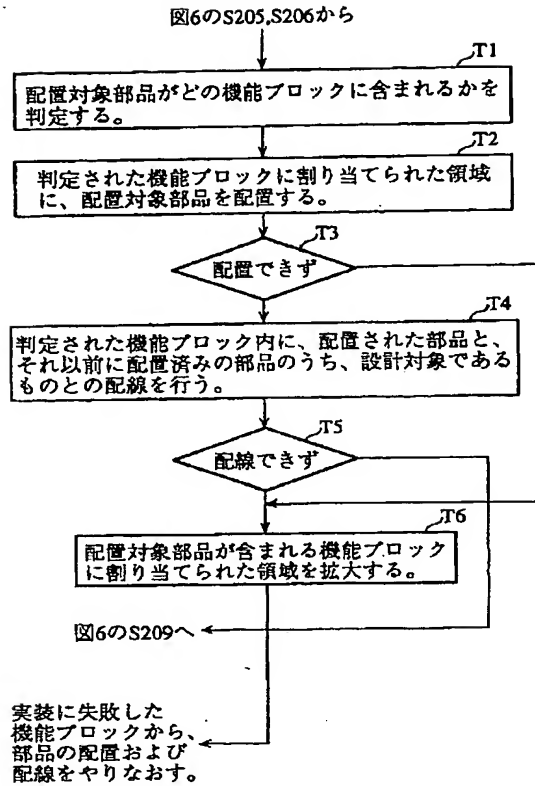 図6のS205,S206から
T1
配置対象部品がどの機能ブロックに含まれるかを
判定する。
T2
判定された機能ブロックに割り当てられた領域
に、配置対象部品を配置する。
T3
配置できず
T4
判定された機能ブロック内に、配置された部品と、
それ以前に配置済みの部品のうち、設計対象である
ものとの配線を行う。
T5
配線できず
T6
配置対象部品が含まれる機能ブロック
に割り当てられた領域を拡大する。
図6のS209へ
実装に失敗した
機能ブロックから、
部品の配置および
配線をやりなおす。